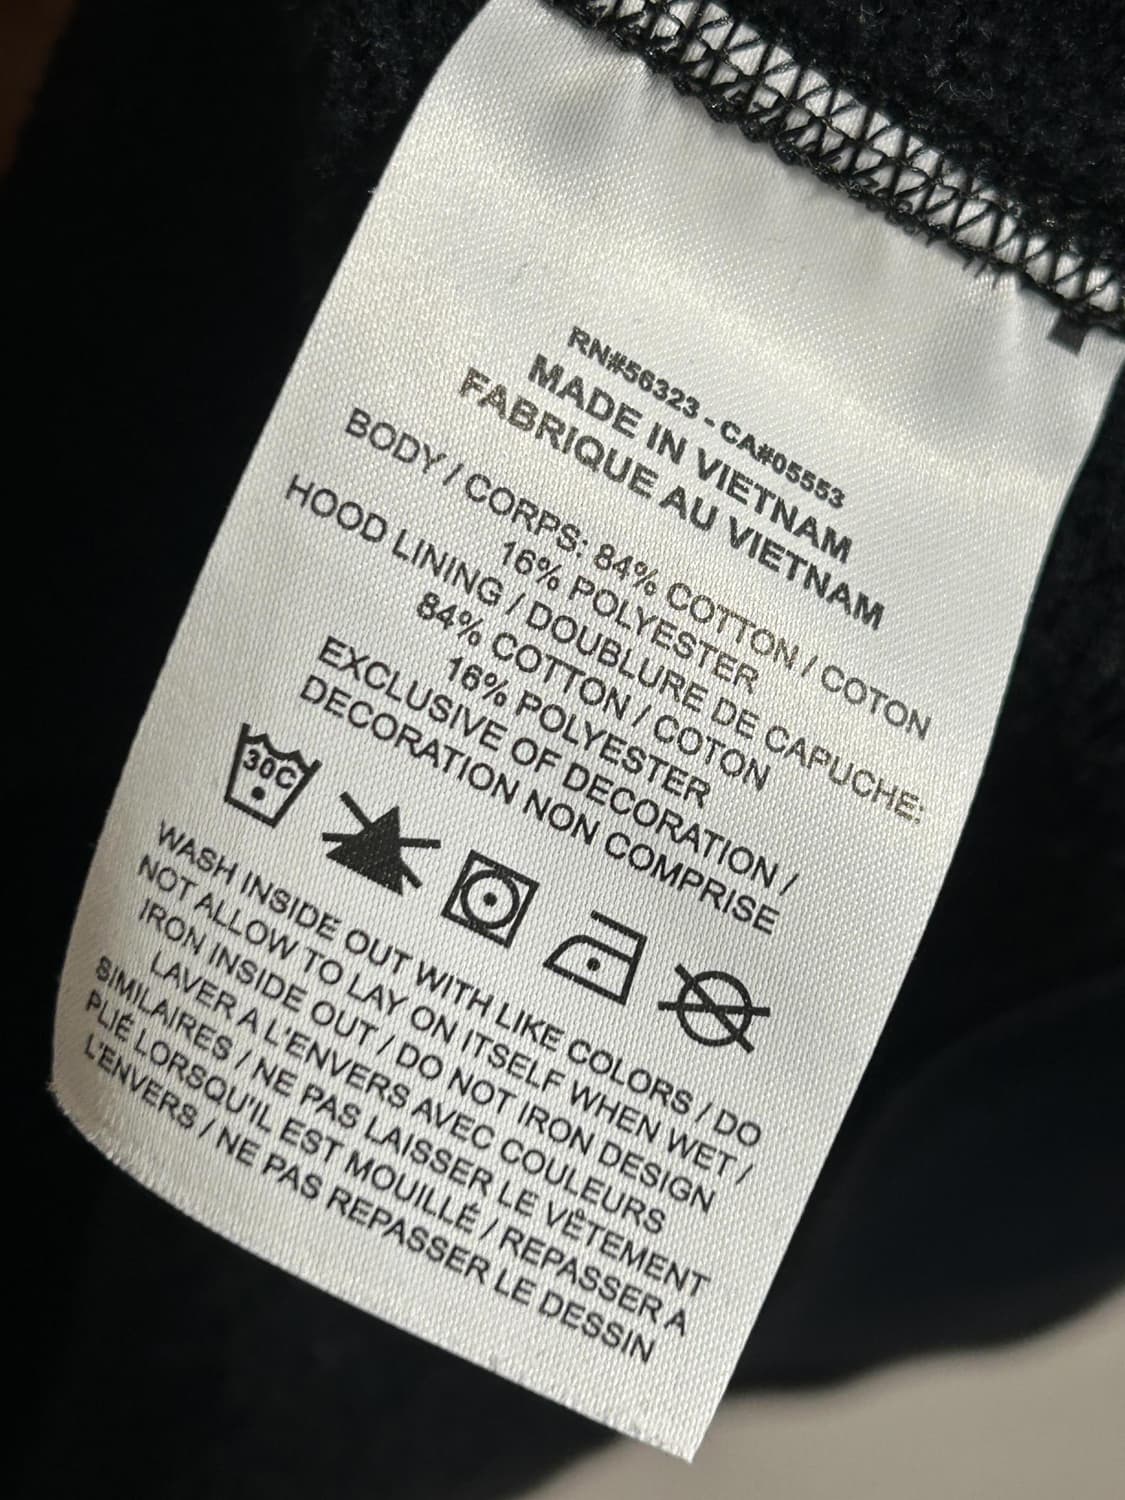 RN#56323 - CA#05553
MADE IN VIETNAM
FABRIQUE AU VIETNAM
BODY / CORPS: 84% COTTON / COTON
16% POLYESTER
HOOD LINING / DOUBLURE DE CAPUCHE:
84% COTTON / COTON
16% POLYESTER
EXCLUSIVE OF DECORATION /
DECORATION NON COMPRISE
30C
WASH INSIDE OUT WITH LIKE COLORS / DO
NOT ALLOW TO LAY ON ITSELF WHEN WET /
IRON INSIDE OUT / DO NOT IRON DESIGN
LAVER A L'ENVERS AVEC COULEURS
SIMILAIRES / NE PAS LAISSER LE VÊTEMENT
PLIÉ LORSQU'IL EST MOUILLÉ / REPASSER A
L'ENVERS / NE PAS REPASSER LE DESSIN